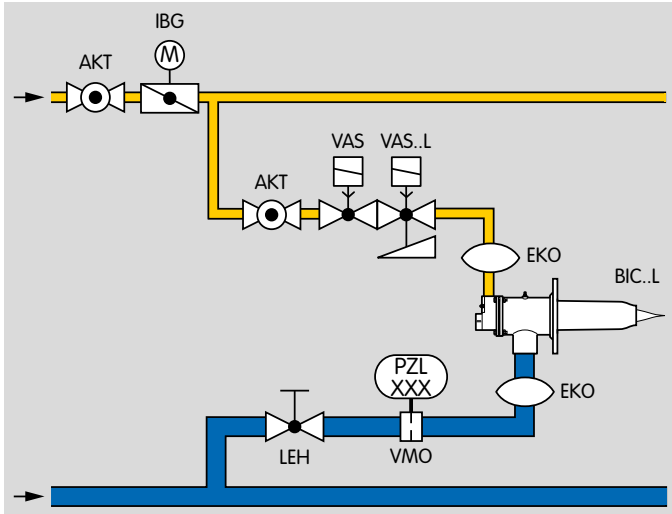 IBG
M
AKT
VAS
VAS..L
AKT
EKO
BIC..L
PZL
XXX
EKO
LEH
VMO